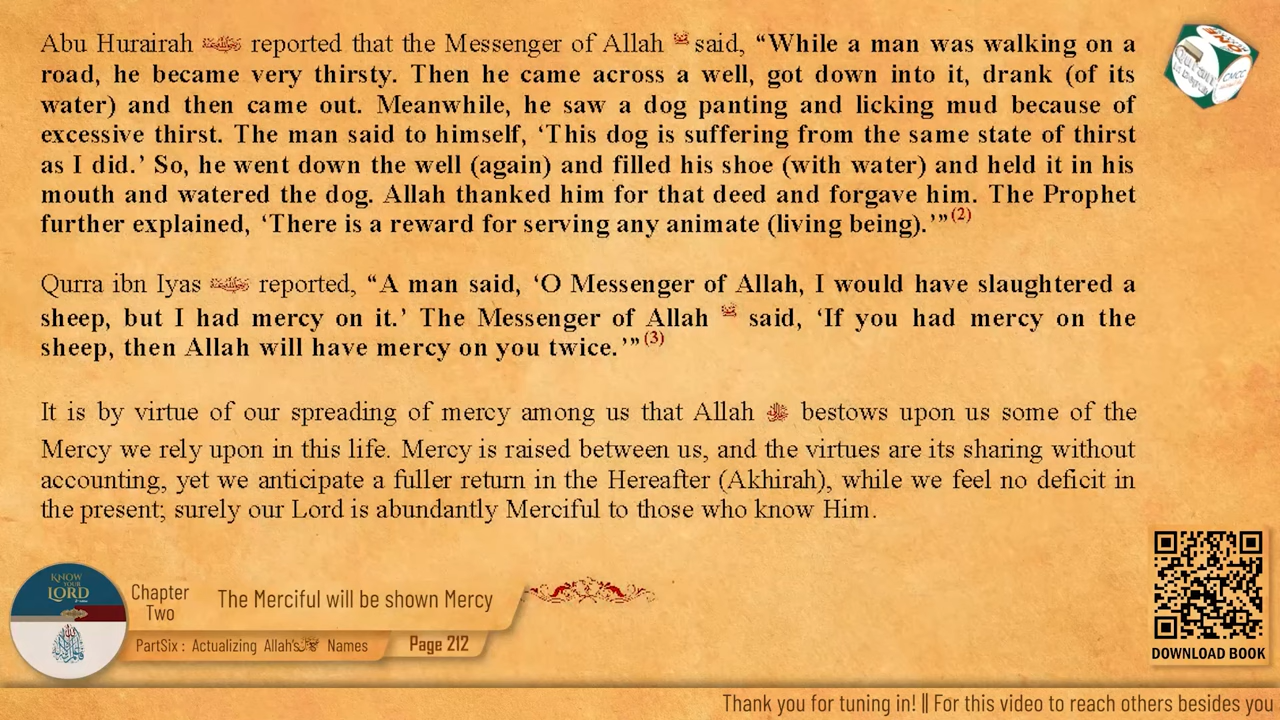 Abu Hurairah reported that the Messenger of Allah ﷺ said, “While a man was walking on a
road, he became very thirsty. Then he came across a well, got down into it, drank (of its
water) and then came out. Meanwhile, he saw a dog panting and licking mud because of
excessive thirst. The man said to himself, ‘This dog is suffering from the same state of thirst
as I did.’ So, he went down the well (again) and filled his shoe (with water) and held it in his
mouth and watered the dog. Allah thanked him for that deed and forgave him. The Prophet
further explained, ‘There is a reward for serving any animate (living being).’”(2)
Qurra ibn Iyas reported, “A man said, ‘O Messenger of Allah, I would have slaughtered a
sheep, but I had mercy on it.’ The Messenger of Allah ﷺ said, ‘If you had mercy on the
sheep, then Allah will have mercy on you twice.’”(3)
It is by virtue of our spreading of mercy among us that Allah bestows upon us some of the
Mercy we rely upon in this life. Mercy is raised between us, and the virtues are its sharing without
accounting, yet we anticipate a fuller return in the Hereafter (Akhirah), while we feel no deficit in
the present; surely our Lord is abundantly Merciful to those who know Him.
KNOW
YOUR
LORD
Chapter
Two
The Merciful will be shown Mercy
PartSix : Actualizing Allah's Names
Page 212
CMCC
DOWNLOAD BOOK
Thank you for tuning in! || For this video to reach others besides you